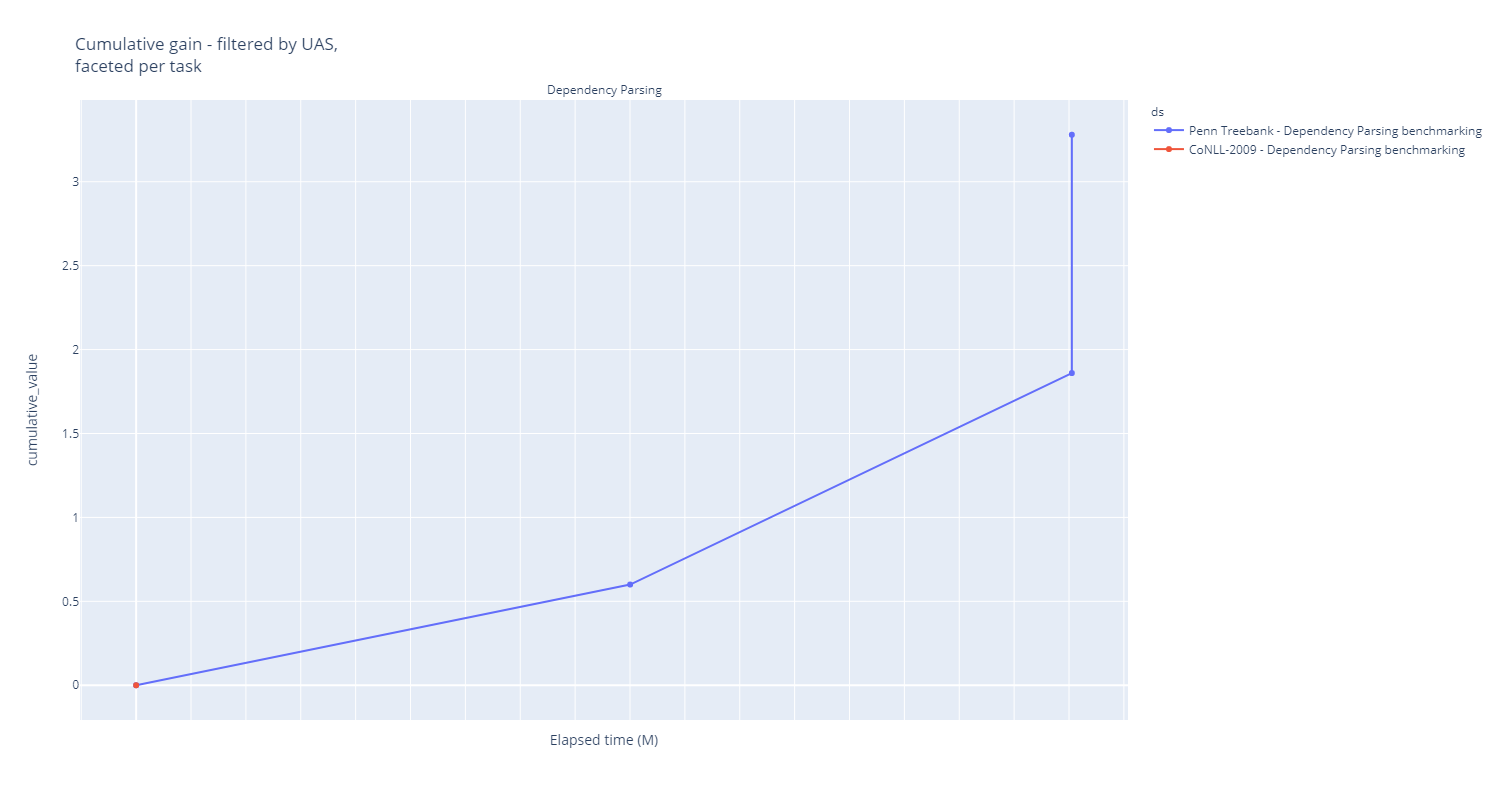 Cumulative gain - filtered by UAS,
faceted per task
Dependency Parsing
ds
Penn Treebank - Dependency Parsing benchmarking
CoNLL-2009 - Dependency Parsing benchmarking
3
2.5
2
1.5
1
0.5
0
cumulative_value
Elapsed time (M)